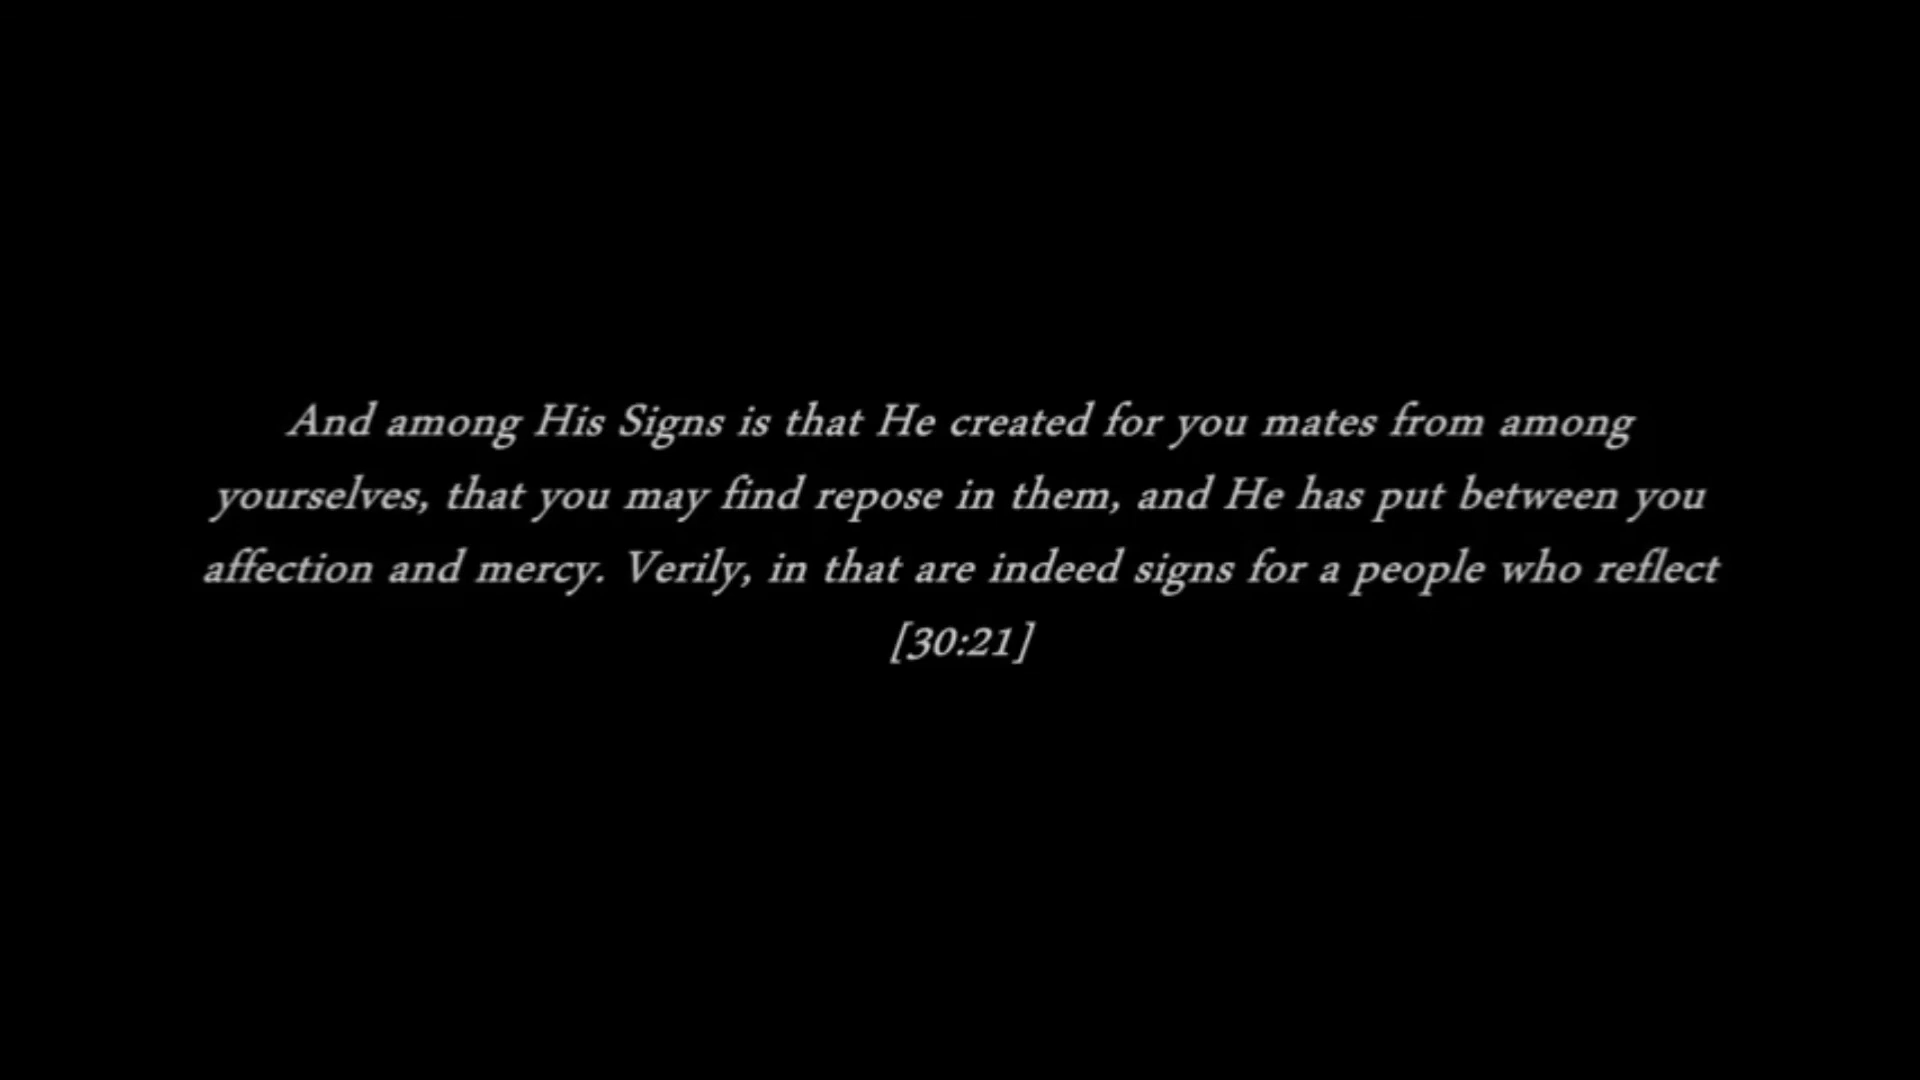 And among His Signs is that He created for you mates from among
yourselves, that you may find repose in them, and He has put between you
affection and mercy. Verily, in that are indeed signs for a people who reflect
[30:21]